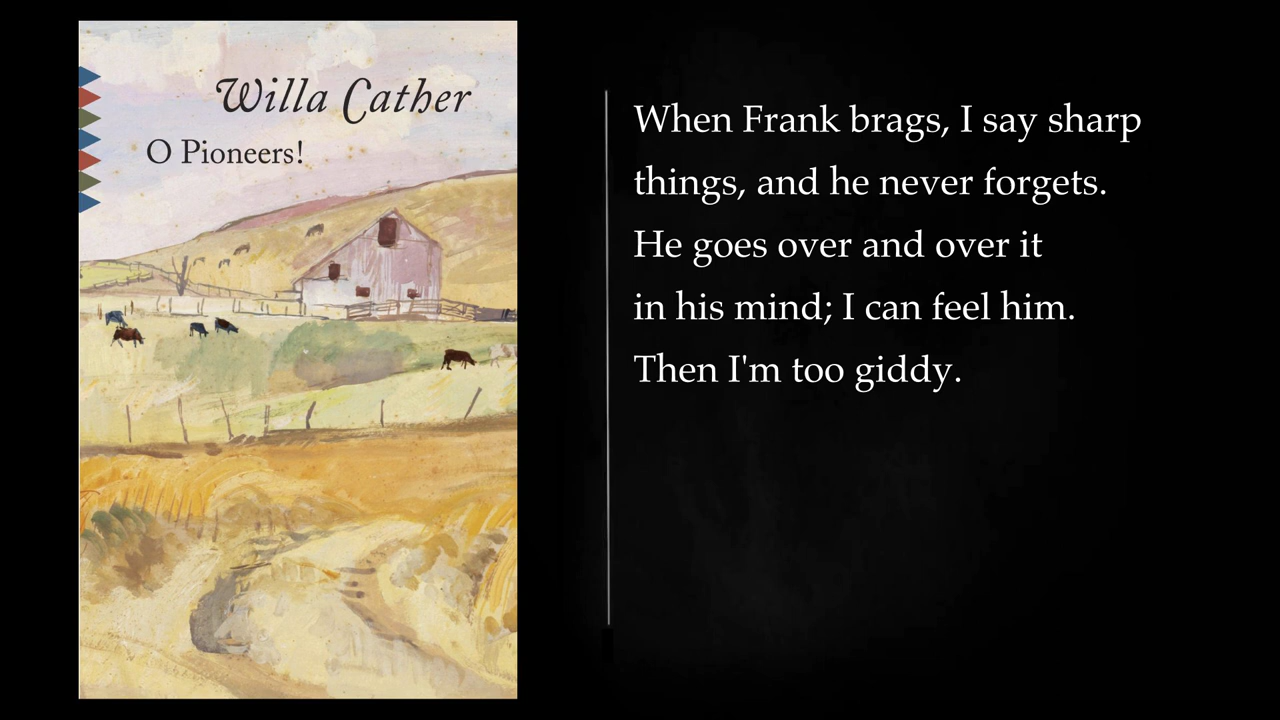 Willa Cather
O Pioneers!
When Frank brags, I say sharp
things, and he never forgets.
He goes over and over it
in his mind; I can feel him.
Then I'm too giddy.